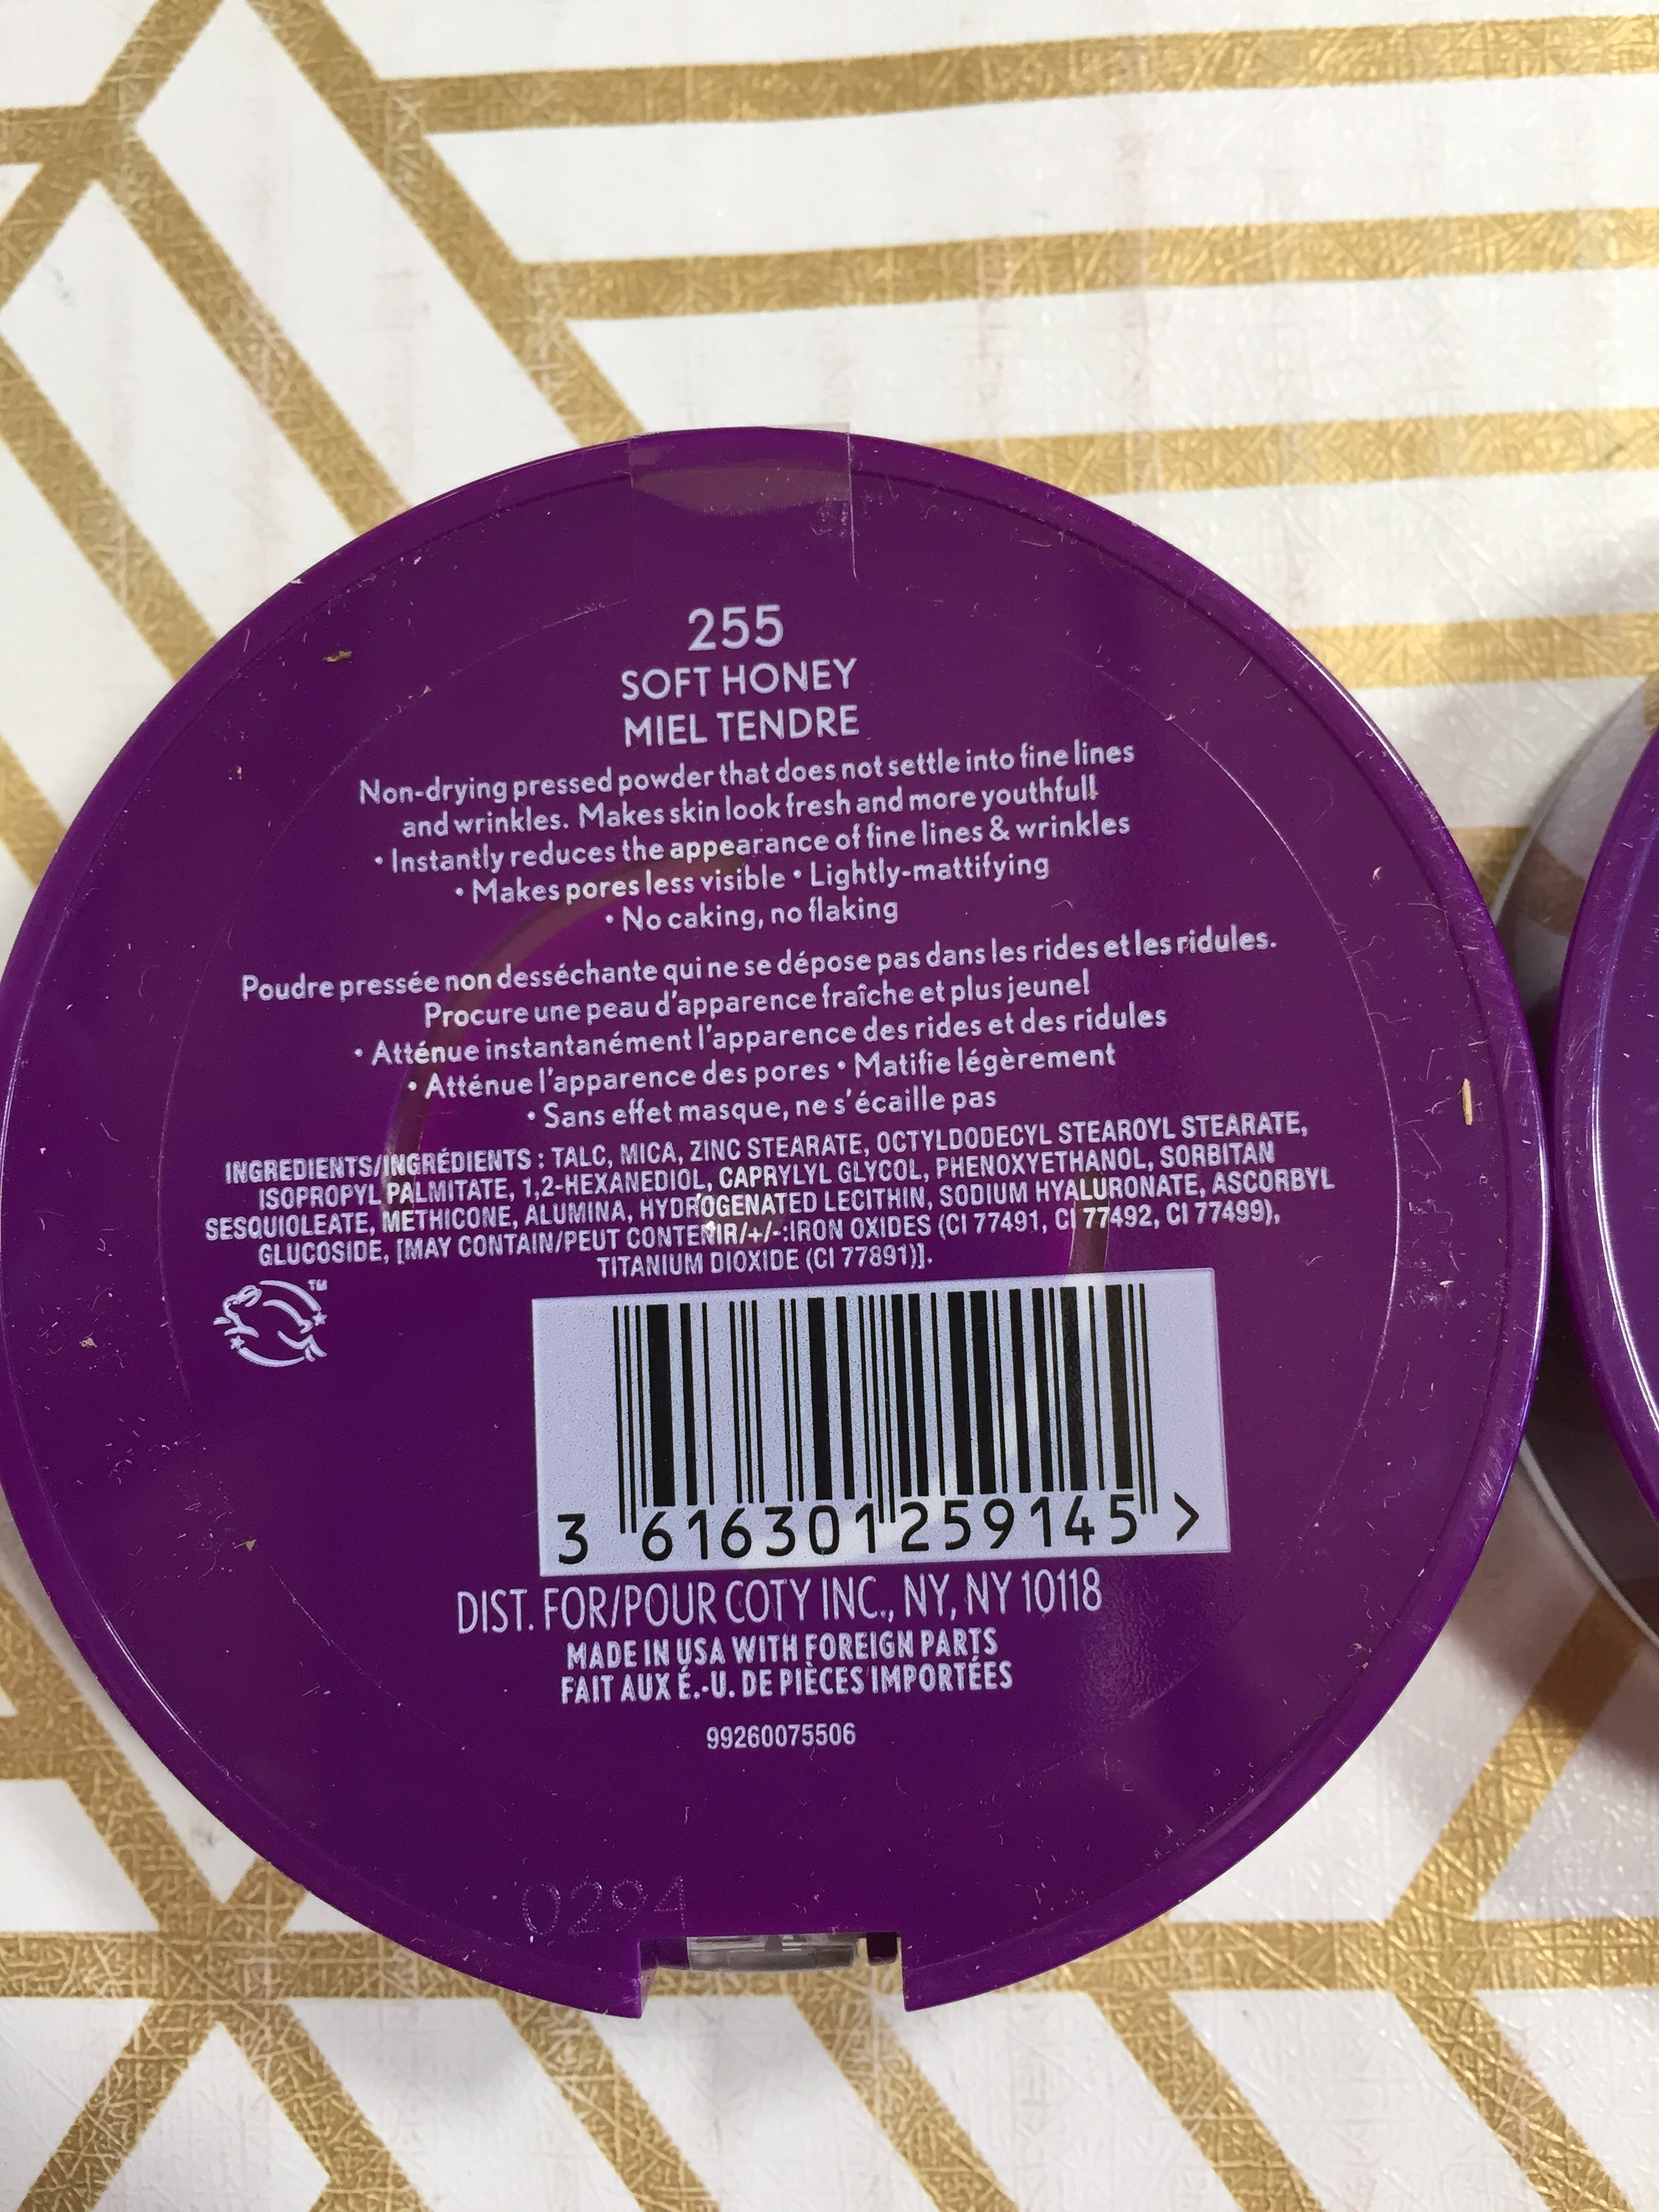 255
SOFT HONEY
MIEL TENDRE
Non-drying pressed powder that does not settle into fine lines
and wrinkles. Makes skin look fresh and more youthful!
• Instantly reduces the appearance of fine lines & wrinkles
• Makes pores less visible • Lightly-mattifying
• No caking, no flaking
Poudre pressée non desséchante qui ne se dépose pas dans les rides et les ridules.
Procure une peau d'apparence fraîche et plus jeune!
• Atténue instantanément l'apparence des rides et des ridules
• Atténue l'apparence des pores • Matifie légèrement
• Sans effet masque, ne s'écaille pas
INGREDIENTS/INGRÉDIENTS : TALC, MICA, ZINC STEARATE, OCTYLDODECYL STEAROYL STEARATE,
ISOPROPYL PALMITATE, 1,2-HEXANEDIOL, CAPRYLYL GLYCOL, PHENOXYETHANOL, SORBITAN
SESQUIOLEATE, METHICONE, ALUMINA, HYDROGENATED LECITHIN, SODIUM HYALURONATE, ASCORBYL
GLUCOSIDE, [MAY CONTAIN/PEUT CONTENIR/+/-:IRON OXIDES (CI 77491, CI 77492, CI 77499),
TITANIUM DIOXIDE (CI 77891)].
TM
3 616301 259145 >
DIST. FOR/POUR COTY INC., NY, NY 10118
MADE IN USA WITH FOREIGN PARTS
FAIT AUX É.-U. DE PIÈCES IMPORTÉES
99260075506
0294